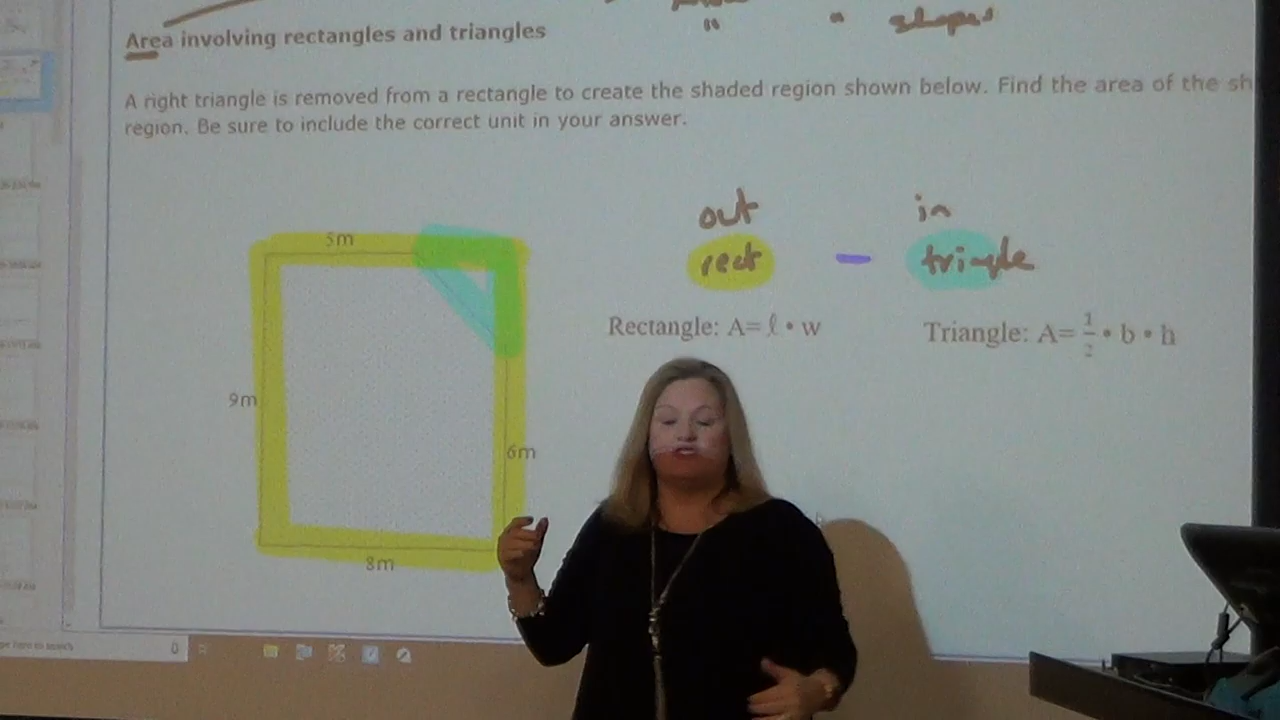 shapes
Area involving rectangles and triangles
A right triangle is removed from a rectangle to create the shaded region shown below. Find the area of the sh
region. Be sure to include the correct unit in your answer.
out in
rect - triangle
5m
Rectangle: A= ℓ • w Triangle: A= 1/2 • b • h
9m
6m
8m